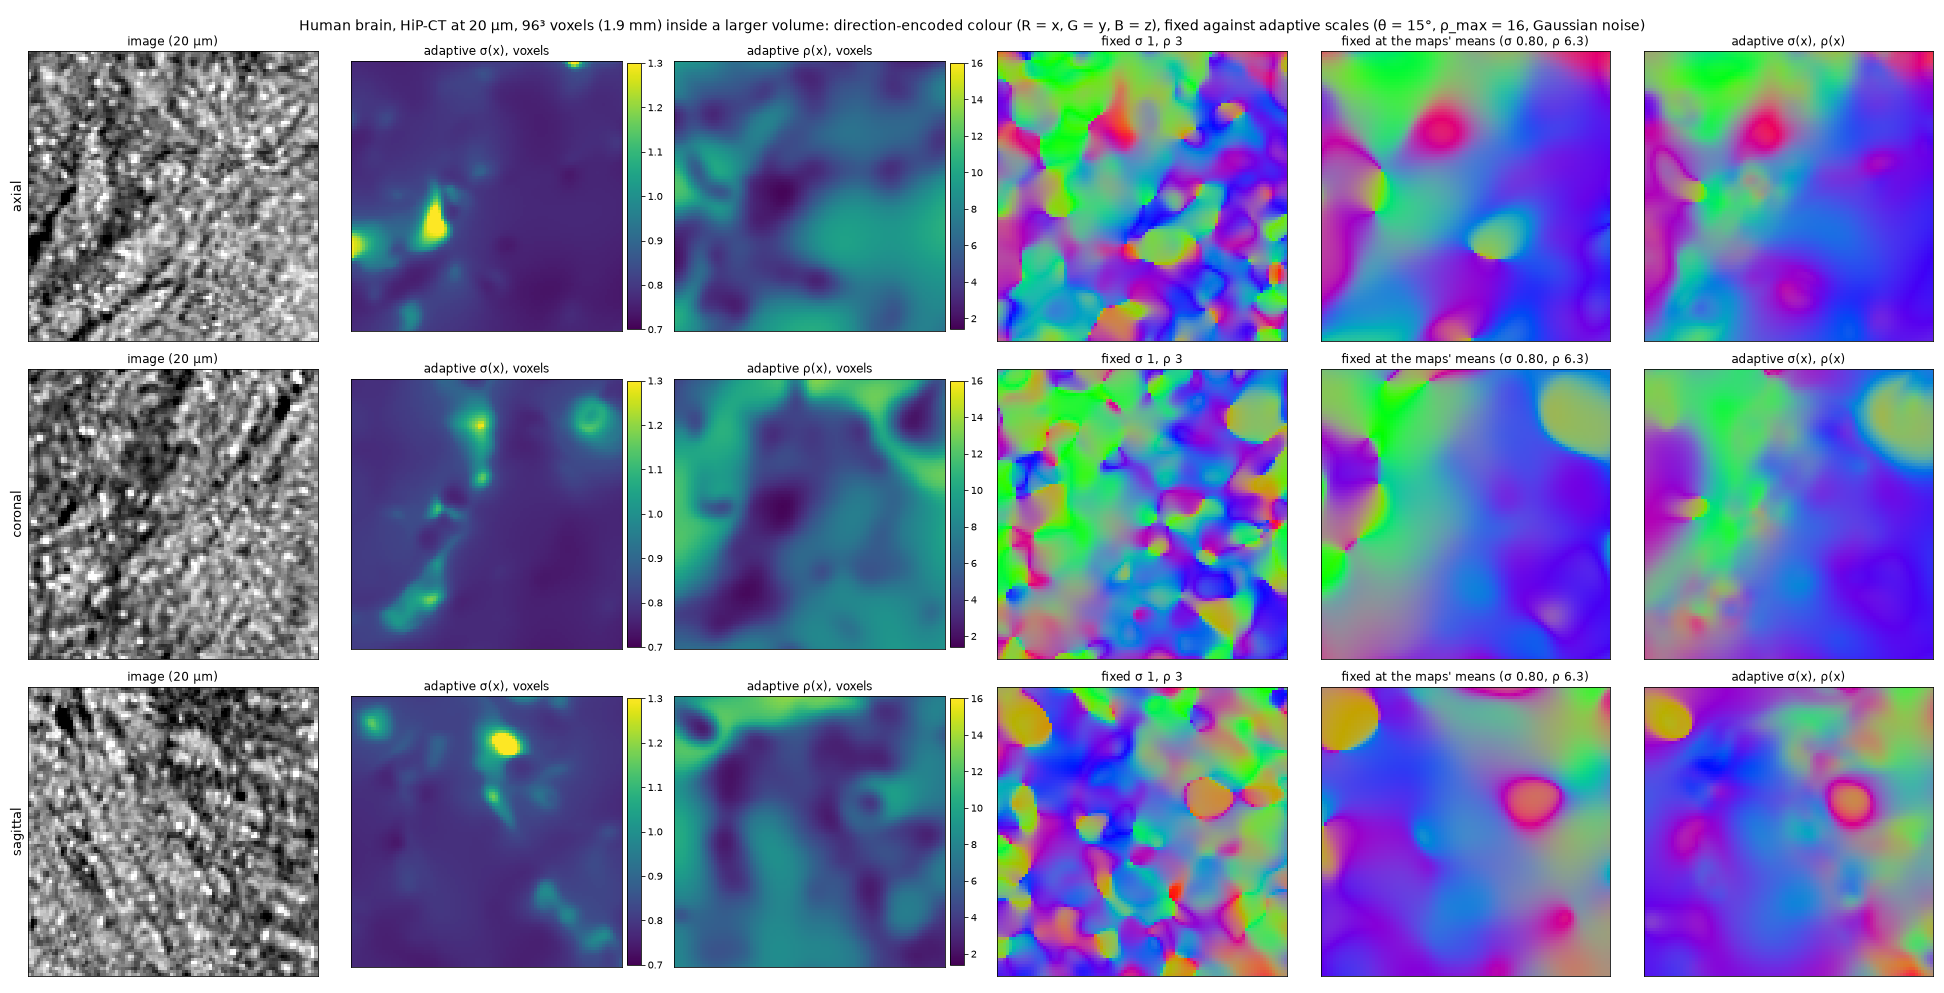 Human brain, HiP-CT at 20 µm, 96³ voxels (1.9 mm) inside a larger volume: direction-encoded colour (R = x, G = y, B = z), fixed against adaptive scales (θ = 15°, ρ_max = 16, Gaussian noise)
image (20 µm)
adaptive σ(x), voxels
adaptive ρ(x), voxels
fixed σ 1, ρ 3
fixed at the maps' means (σ 0.80, ρ 6.3)
adaptive σ(x), ρ(x)
axial
1.3
1.2
1.1
1.0
0.9
0.8
0.7
16
14
12
10
8
6
4
2
image (20 µm)
adaptive σ(x), voxels
adaptive ρ(x), voxels
fixed σ 1, ρ 3
fixed at the maps' means (σ 0.80, ρ 6.3)
adaptive σ(x), ρ(x)
coronal
1.3
1.2
1.1
1.0
0.9
0.8
0.7
16
14
12
10
8
6
4
2
image (20 µm)
adaptive σ(x), voxels
adaptive ρ(x), voxels
fixed σ 1, ρ 3
fixed at the maps' means (σ 0.80, ρ 6.3)
adaptive σ(x), ρ(x)
sagittal
1.3
1.2
1.1
1.0
0.9
0.8
0.7
16
14
12
10
8
6
4
2